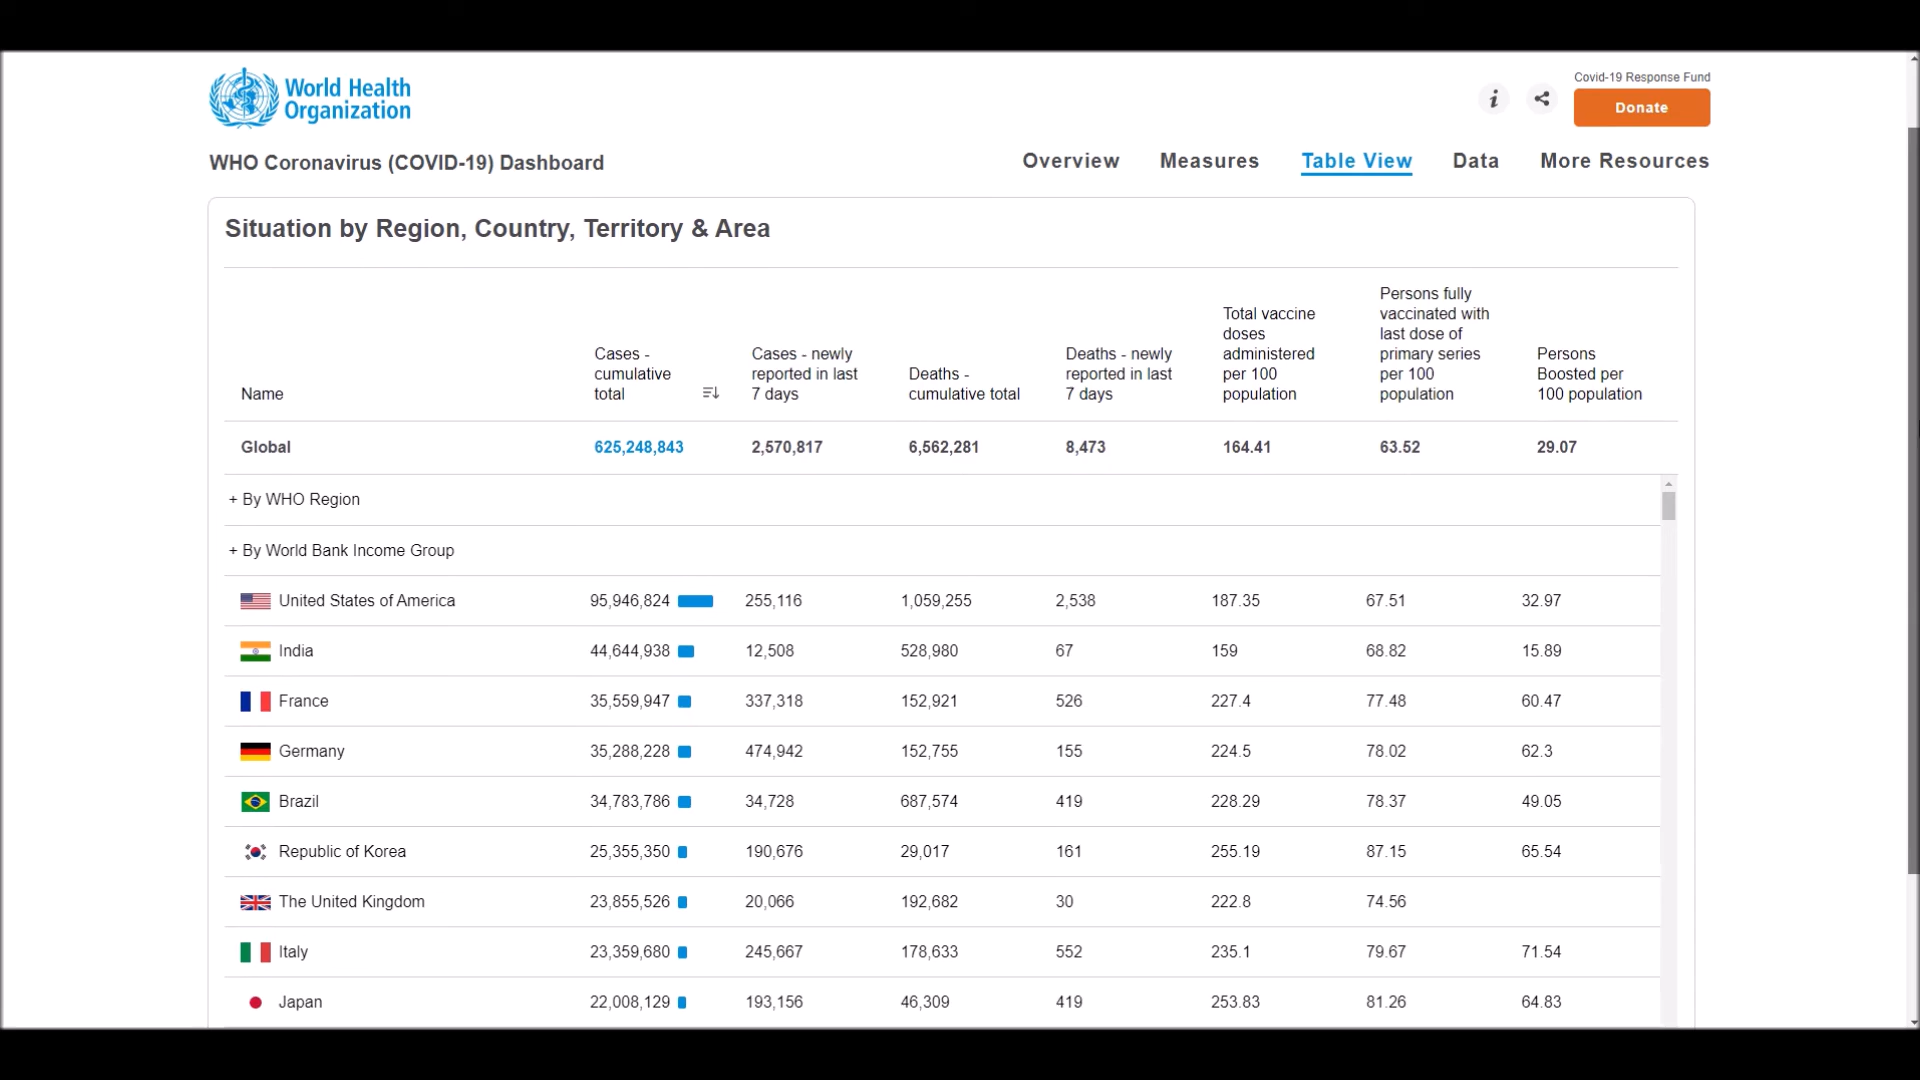 World Health
Organization
Covid-19 Response Fund
Donate
WHO Coronavirus (COVID-19) Dashboard
Overview Measures Table View Data More Resources
Situation by Region, Country, Territory & Area
Name
Cases -
cumulative
total
Cases - newly
reported in last
7 days
Deaths -
cumulative total
Deaths - newly
reported in last
7 days
Total vaccine
doses
administered
per 100
population
Persons fully
vaccinated with
last dose of
primary series
per 100
population
Persons
Boosted per
100 population
Global 625,248,843 2,570,817 6,562,281 8,473 164.41 63.52 29.07
+ By WHO Region
+ By World Bank Income Group
United States of America 95,946,824 255,116 1,059,255 2,538 187.35 67.51 32.97
India 44,644,938 12,508 528,980 67 159 68.82 15.89
France 35,559,947 337,318 152,921 526 227.4 77.48 60.47
Germany 35,288,228 474,942 152,755 155 224.5 78.02 62.3
Brazil 34,783,786 34,728 687,574 419 228.29 78.37 49.05
Republic of Korea 25,355,350 190,676 29,017 161 255.19 87.15 65.54
The United Kingdom 23,855,526 20,066 192,682 30 222.8 74.56
Italy 23,359,680 245,667 178,633 552 235.1 79.67 71.54
Japan 22,008,129 193,156 46,309 419 253.83 81.26 64.83